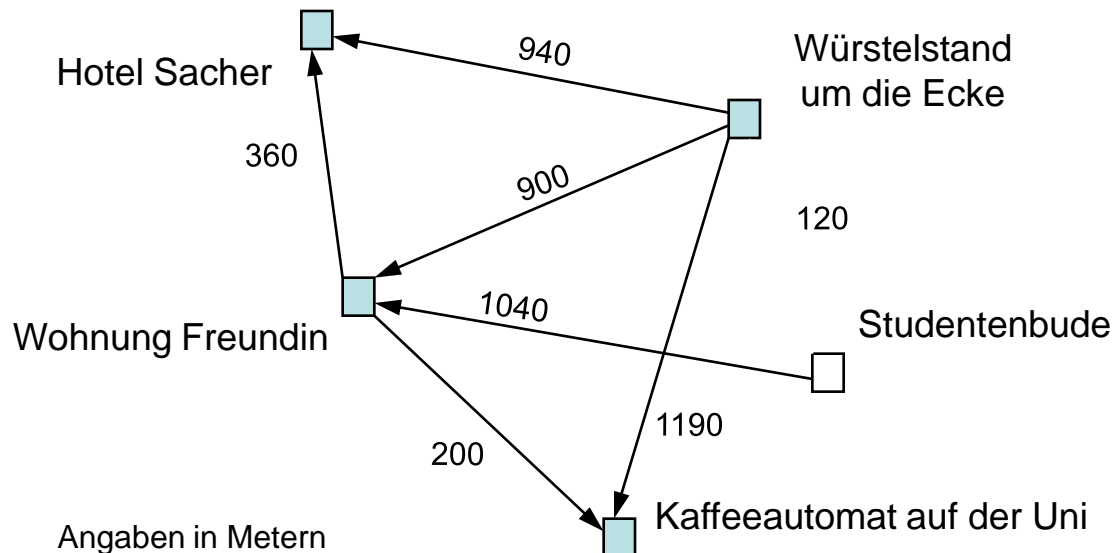 940
Würstelstand
um die Ecke
Hotel Sacher
360
900
120
1040
Wohnung Freundin
Studentenbude
200
1190
Kaffeeautomat auf der Uni
Angaben in Metern